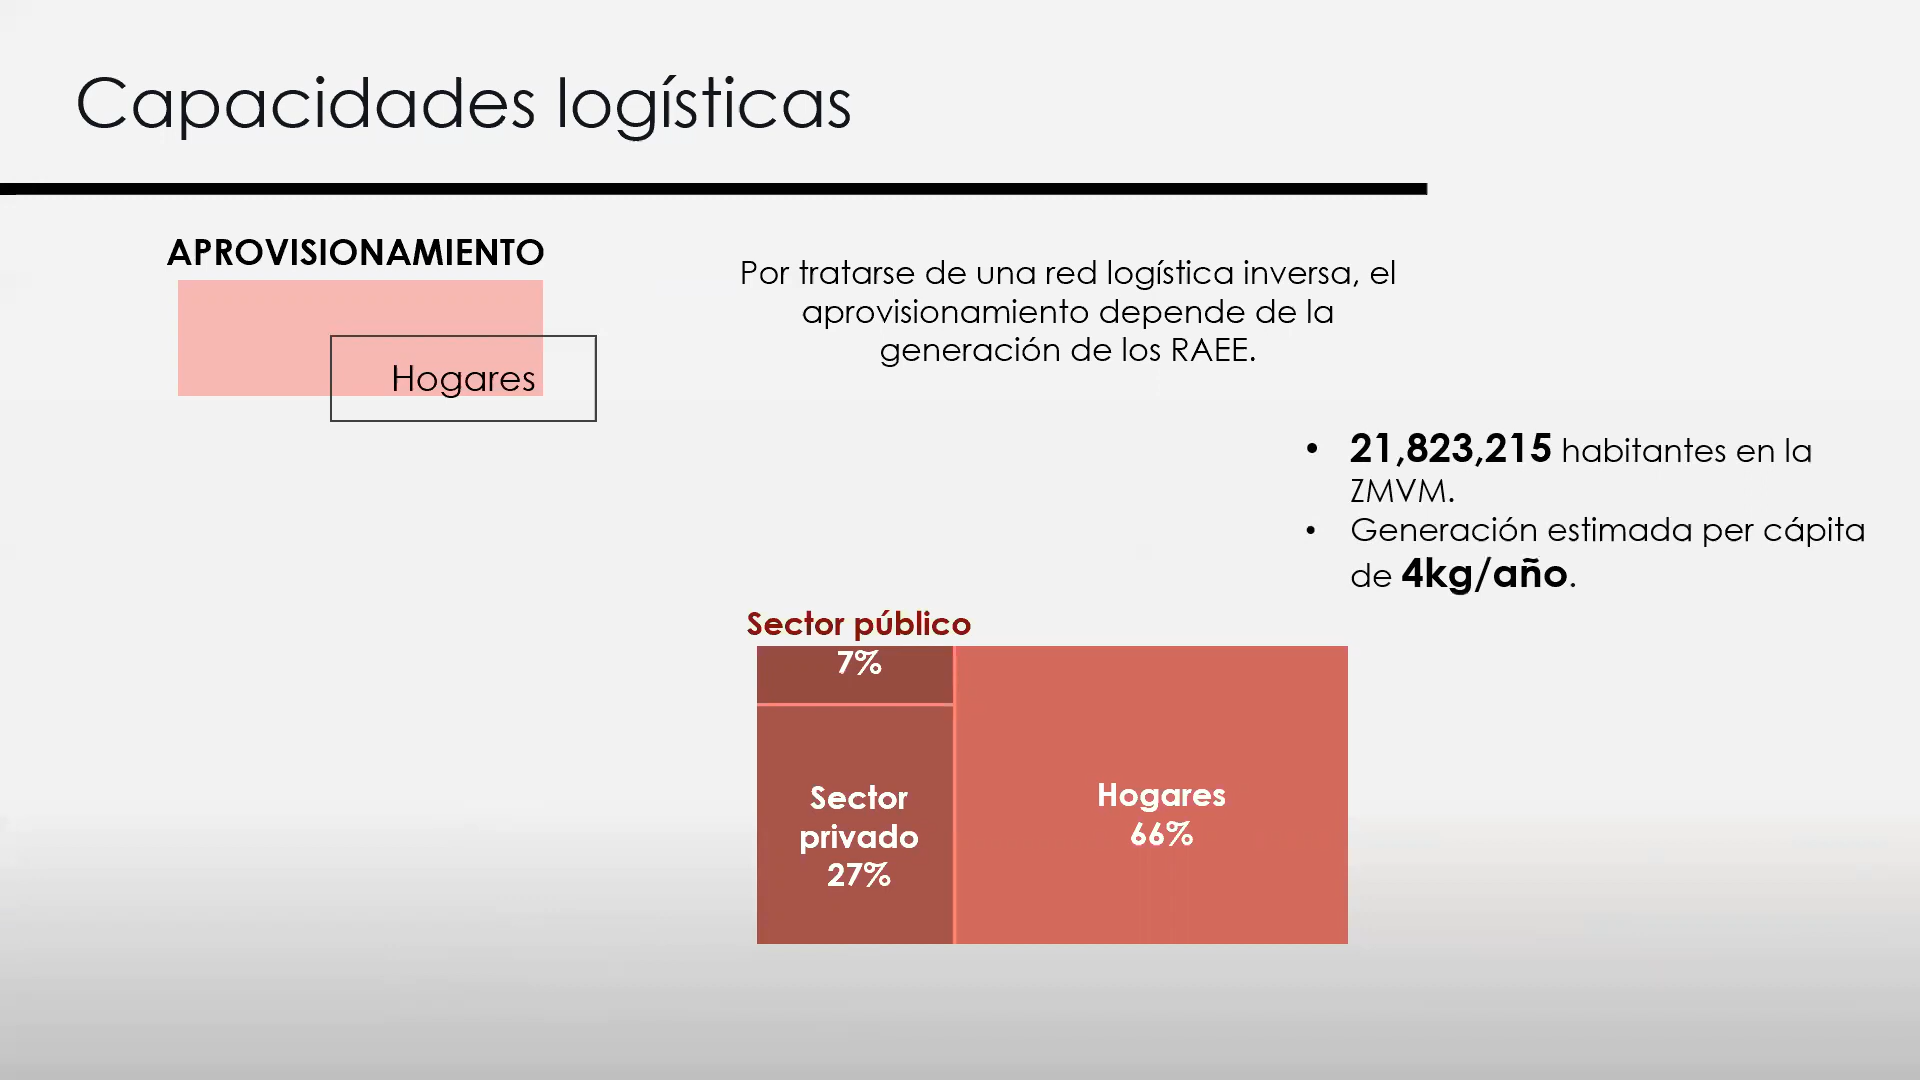 Capacidades logísticas
APROVISIONAMIENTO
Hogares
Por tratarse de una red logística inversa, el
aprovisionamiento depende de la
generación de los RAEE.
• 21,823,215 habitantes en la
ZMVM.
• Generación estimada per cápita
de 4kg/año.
Sector público
7%
Sector
privado
27%
Hogares
66%